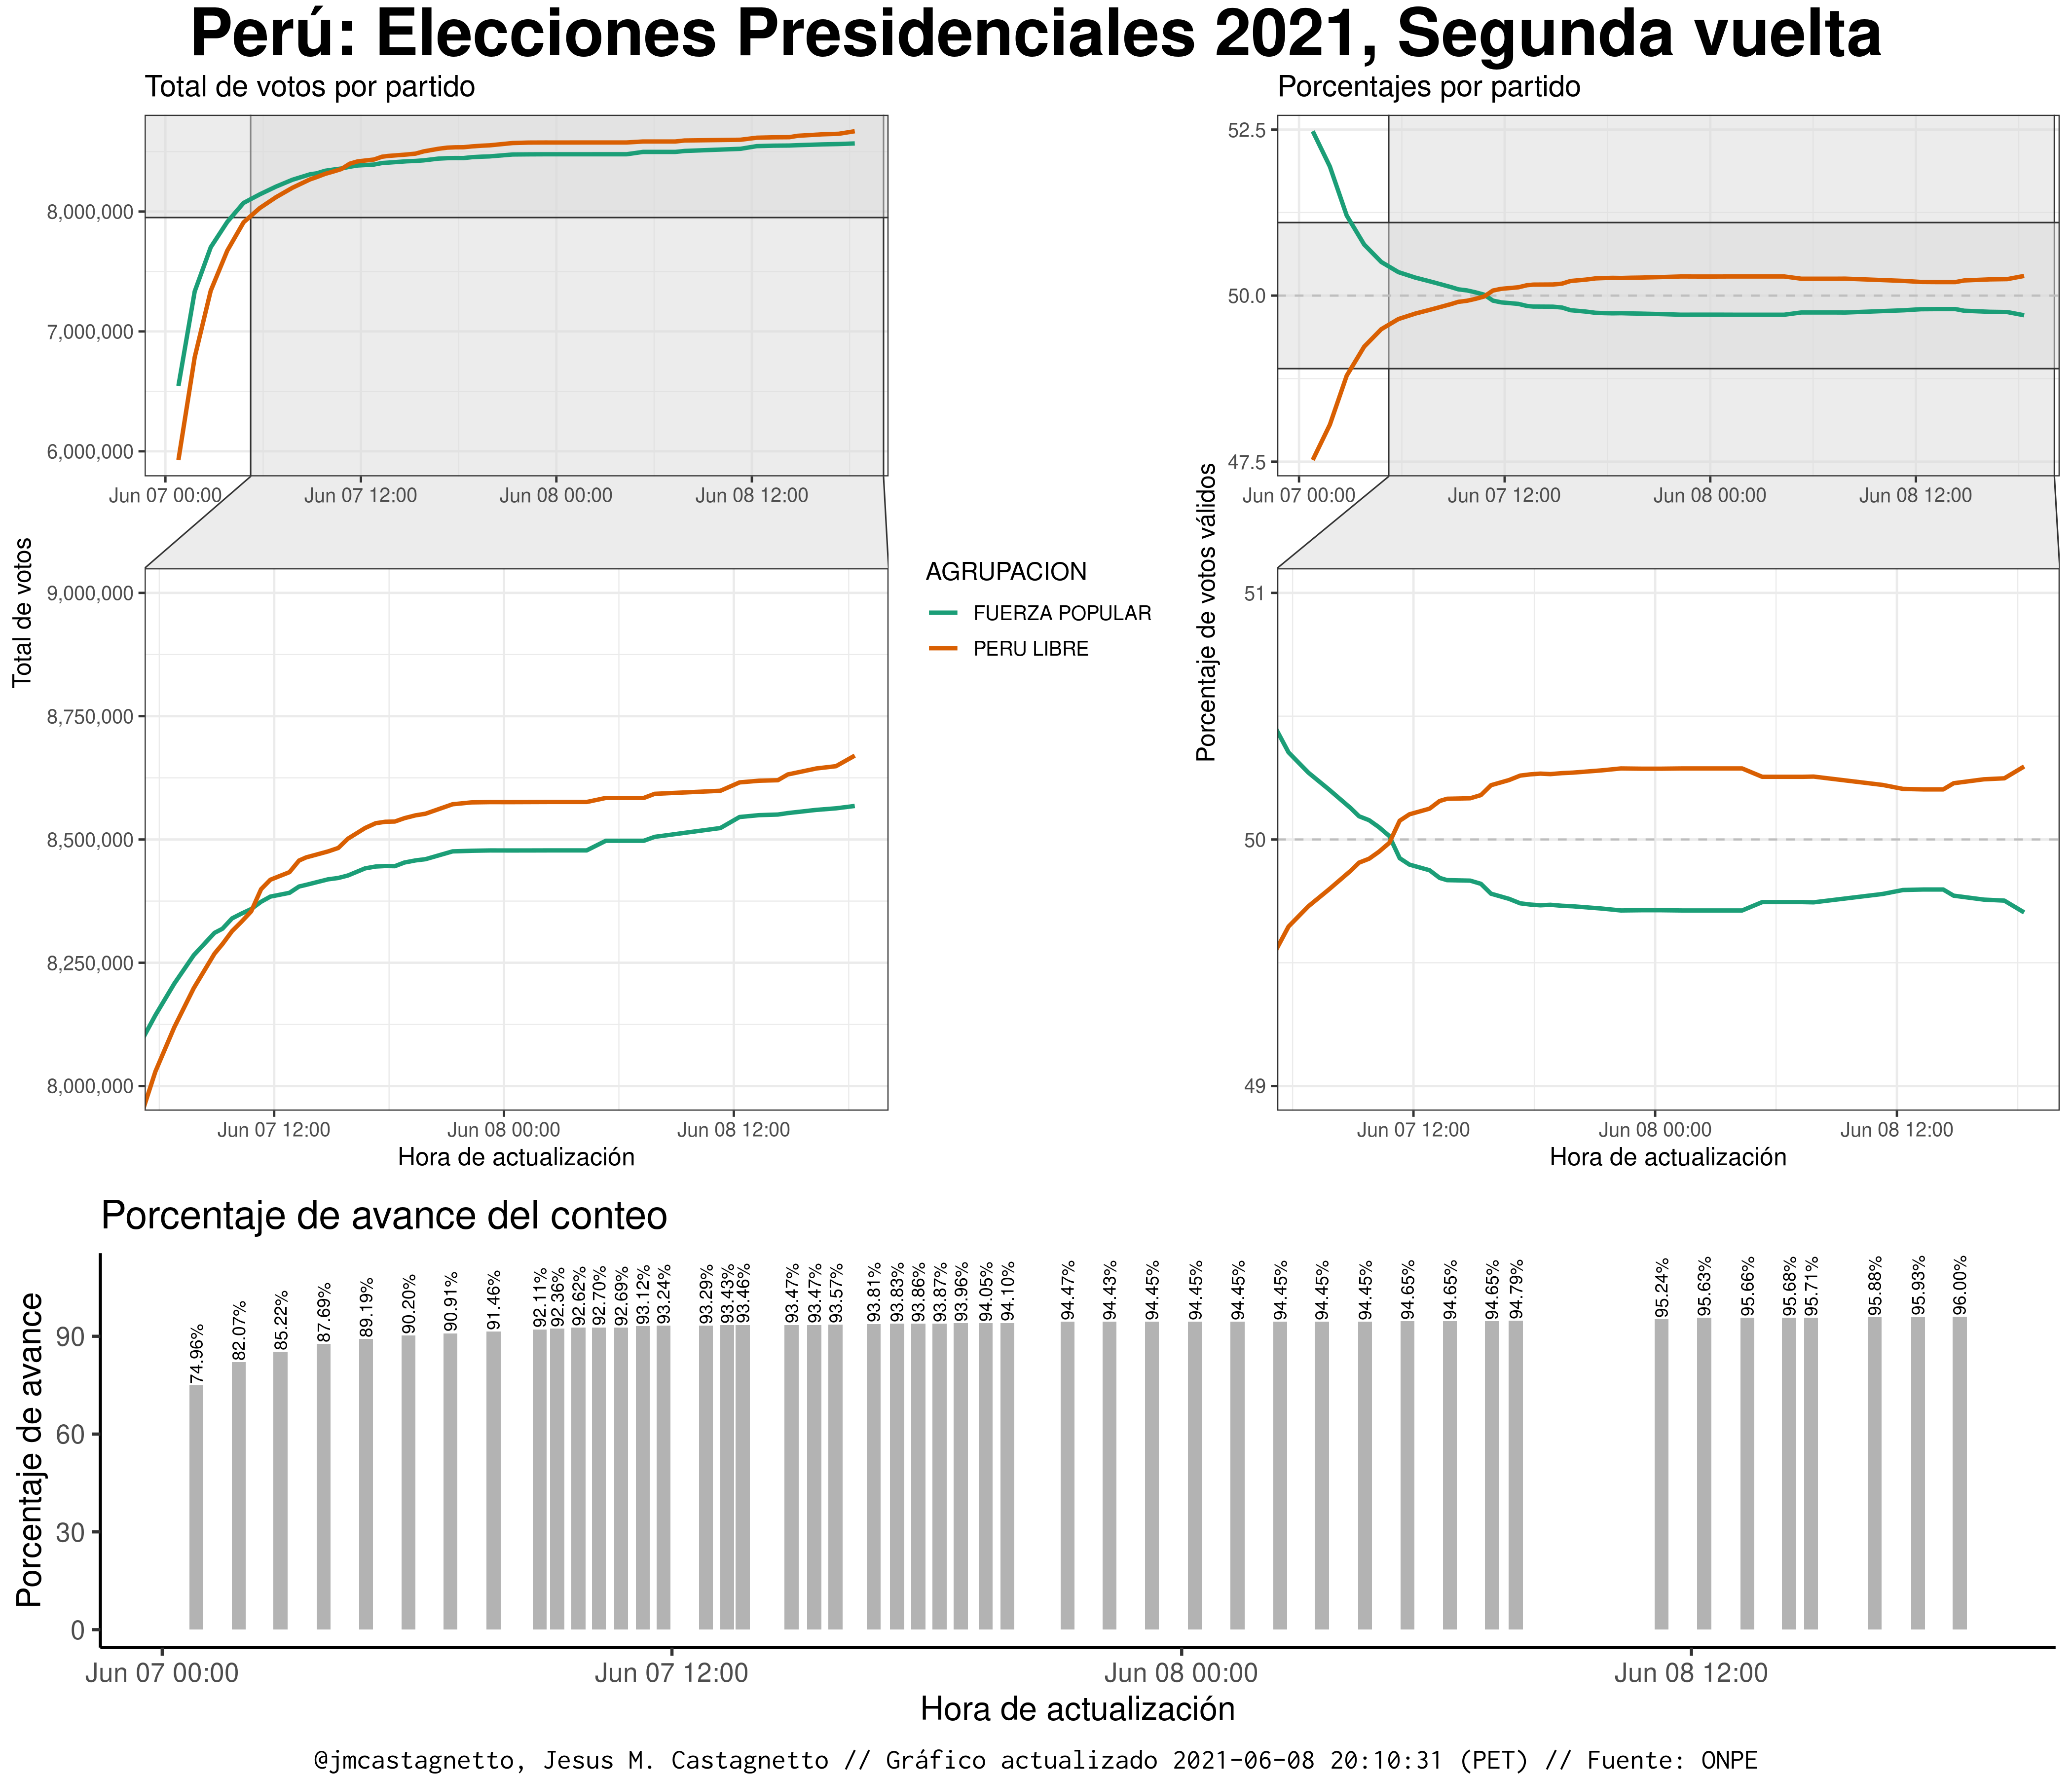 Perú: Elecciones Presidenciales 2021, Segunda vuelta
Total de votos por partido
8,000,000
7,000,000
6,000,000
Jun 07 00:00
Jun 07 12:00
Jun 08 00:00
Jun 08 12:00
Total de votos
9,000,000
8,750,000
8,500,000
8,250,000
8,000,000
Jun 07 12:00
Jun 08 00:00
Jun 08 12:00
Hora de actualización
AGRUPACION
FUERZA POPULAR
PERU LIBRE
Porcentajes por partido
52.5
50.0
47.5
Jun 07 00:00
Jun 07 12:00
Jun 08 00:00
Jun 08 12:00
Porcentaje de votos válidos
51
50
49
Jun 07 12:00
Jun 08 00:00
Jun 08 12:00
Hora de actualización
Porcentaje de avance del conteo
Porcentaje de avance
90
60
30
0
74.96%
82.07%
85.22%
87.69%
89.19%
90.20%
90.91%
91.46%
92.11%
92.36%
92.62%
92.70%
92.69%
93.12%
93.24%
93.29%
93.43%
93.46%
93.47%
93.47%
93.57%
93.81%
93.83%
93.86%
93.87%
93.96%
94.05%
94.10%
94.47%
94.43%
94.45%
94.45%
94.45%
94.45%
94.45%
94.45%
94.65%
94.65%
94.65%
94.79%
95.24%
95.63%
95.66%
95.68%
95.71%
95.88%
95.93%
96.00%
Jun 07 00:00
Jun 07 12:00
Jun 08 00:00
Jun 08 12:00
Hora de actualización
@jmcastagnetto, Jesus M. Castagnetto // Gráfico actualizado 2021-06-08 20:10:31 (PET) // Fuente: ONPE